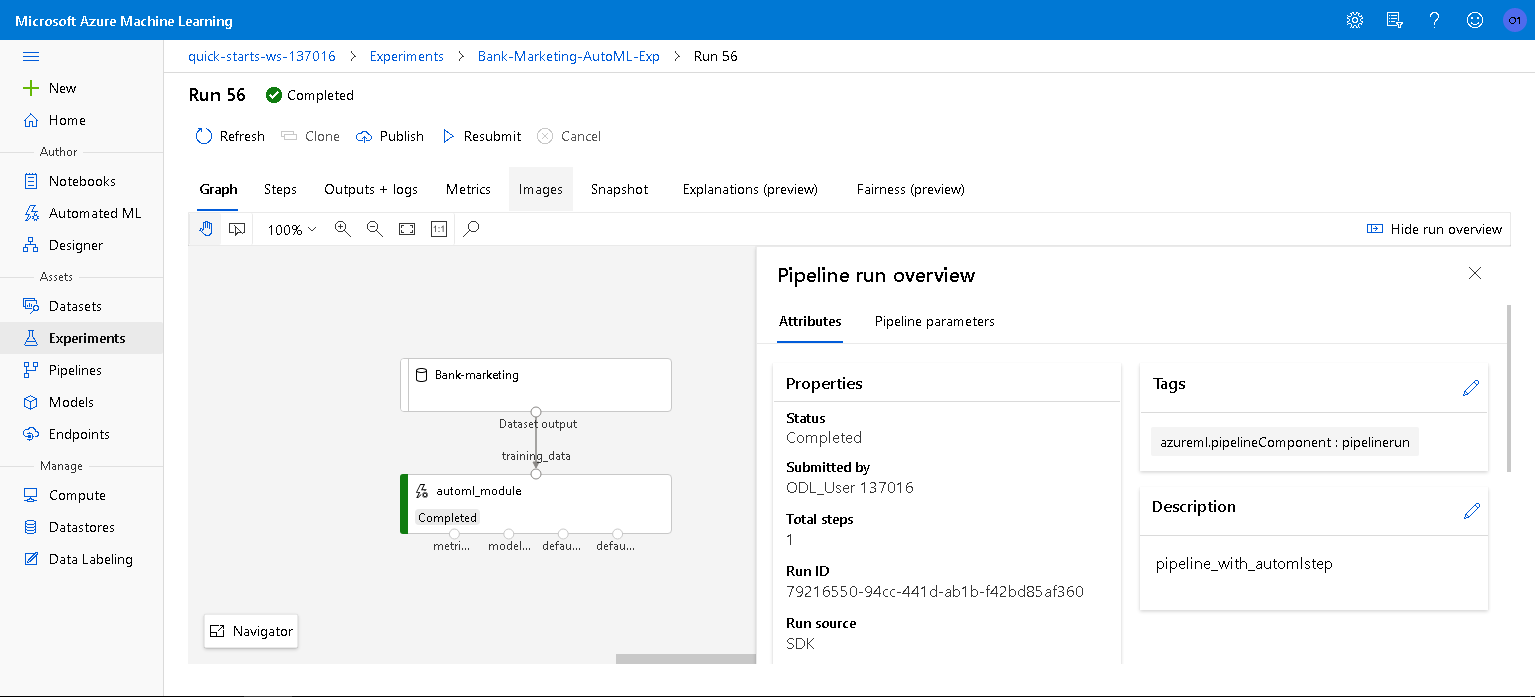 Microsoft Azure Machine Learning
O1
quick-starts-ws-137016 > Experiments > Bank-Marketing-AutoML-Exp > Run 56
New
Home
Author
Notebooks
Automated ML
Designer
Assets
Datasets
Experiments
Pipelines
Models
Endpoints
Manage
Compute
Datastores
Data Labeling
Run 56 Completed
Refresh Clone Publish Resubmit Cancel
Graph Steps Outputs + logs Metrics Images Snapshot Explanations (preview) Fairness (preview)
100% 1:1 Hide run overview
Bank-marketing
Dataset output
training_data
automl_module
Completed
metri... model... defau... defau...
Navigator
Pipeline run overview
Attributes Pipeline parameters
Properties
Status
Completed
Submitted by
ODL_User 137016
Total steps
1
Run ID
79216550-94cc-441d-ab1b-f42bd85af360
Run source
SDK
Tags
azureml.pipelineComponent : pipelinerun
Description
pipeline_with_automlstep